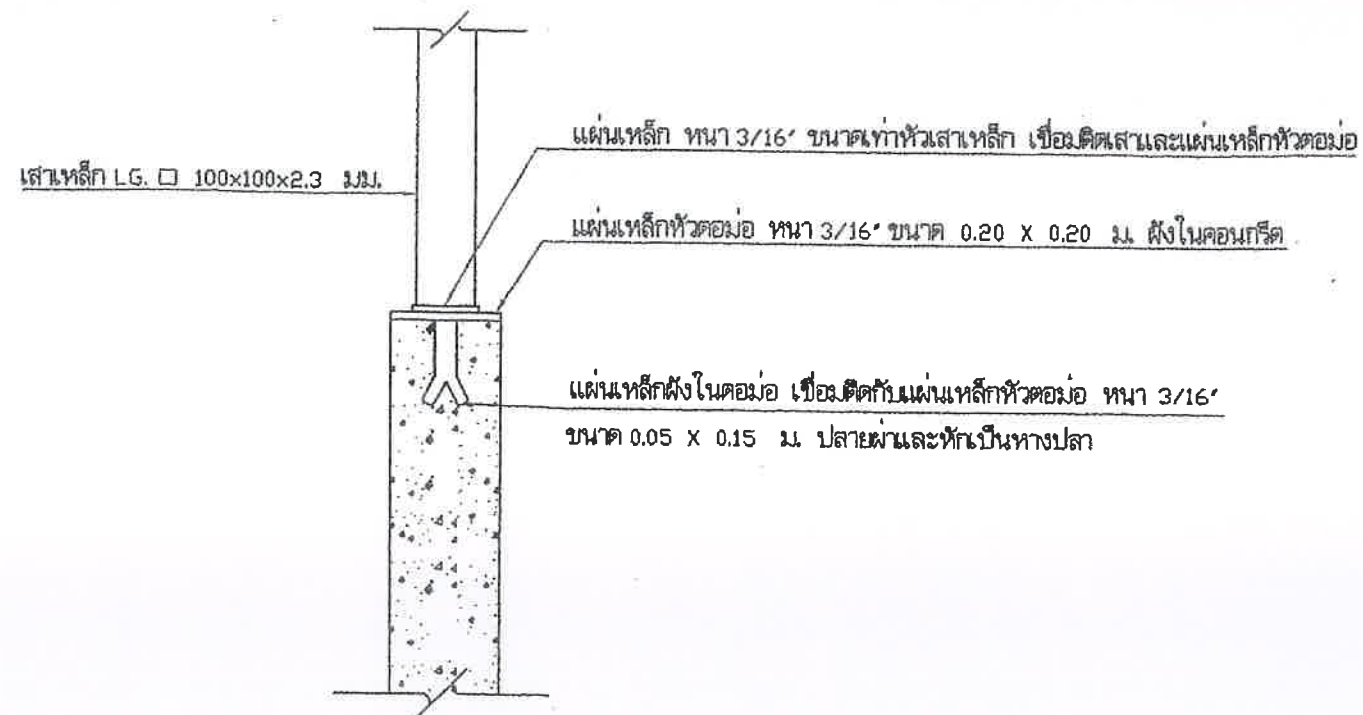 แผ่นเหล็ก หนา 3/16" ขนาดเท่าหัวเสาเหล็ก เชื่อมติดเสาและแผ่นเหล็กหัวตอม่อ
เสาเหล็ก LG. □ 100x100x2.3 มม.
แผ่นเหล็กหัวตอม่อ หนา 3/16" ขนาด 0.20 X 0.20 ม. ฝังในคอนกรีต
แผ่นเหล็กฝังในตอม่อ เชื่อมติดกับแผ่นเหล็กหัวตอม่อ หนา 3/16"
ขนาด 0.05 X 0.15 ม. ปลายผ่าและหักเป็นหางปลา